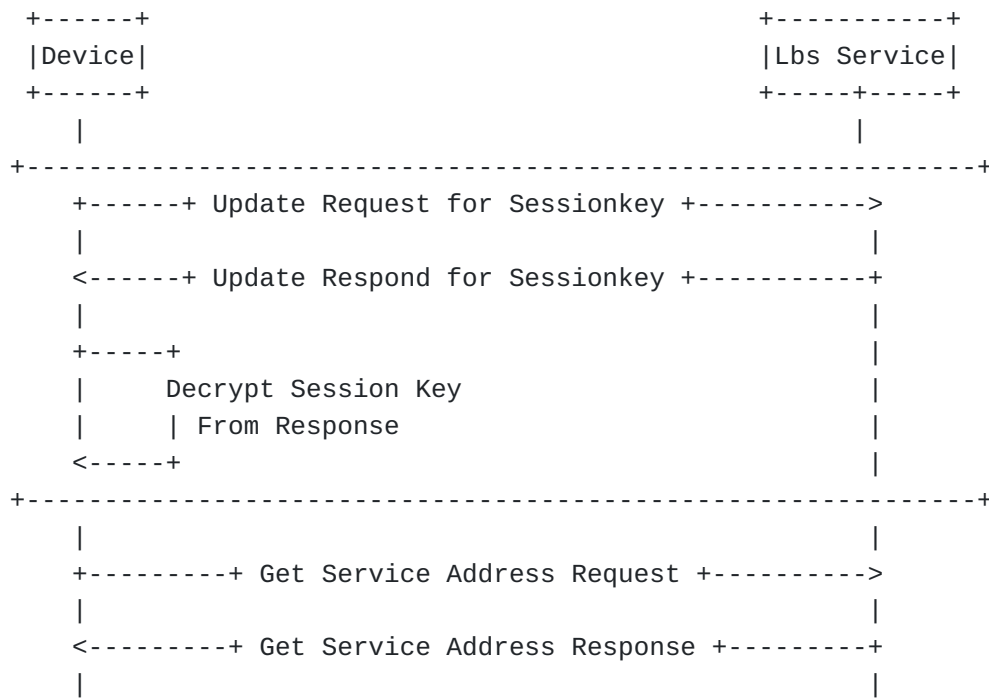 Device
Lbs Service
Update Request for Sessionkey
Update Respond for Sessionkey
Decrypt Session Key
From Response
Get Service Address Request
Get Service Address Response